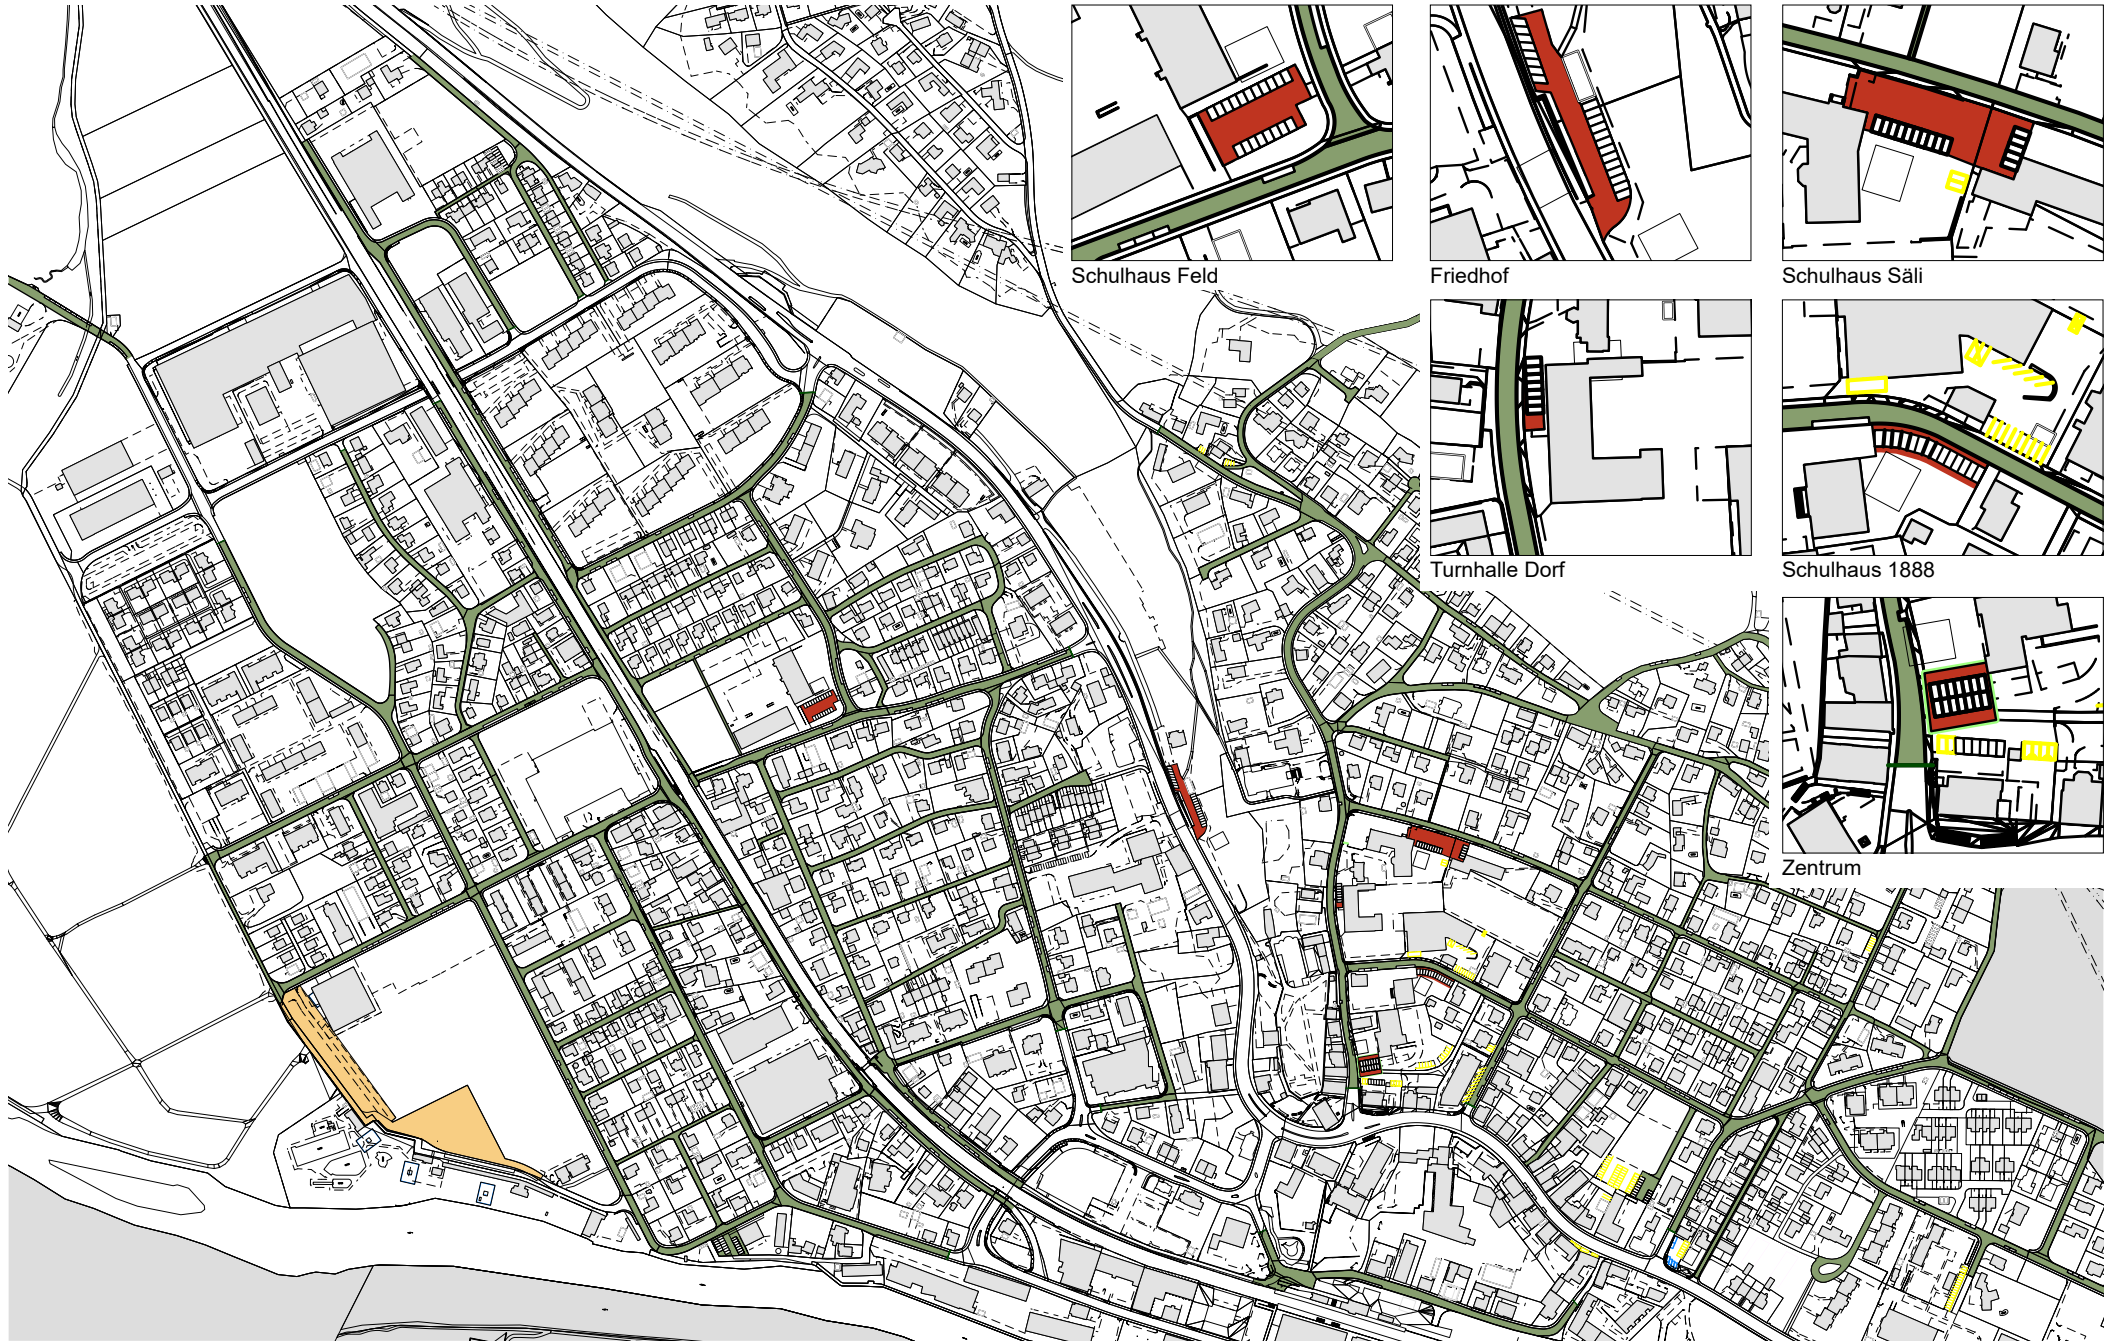 Schulhaus Feld
Friedhof
Schulhaus Säli
Turnhalle Dorf
Schulhaus 1888
Zentrum